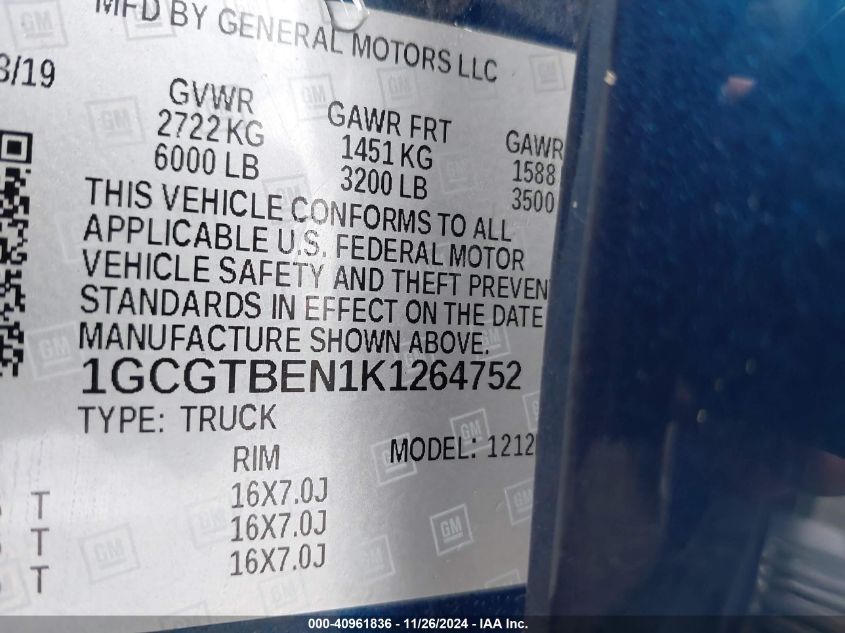 MFD BY GENERAL MOTORS LLC
3/19
GVWR GAWR FRT GAWR
2722 KG 1451 KG 1588
6000 LB 3200 LB 3500
THIS VEHICLE CONFORMS TO ALL
APPLICABLE U.S. FEDERAL MOTOR
VEHICLE SAFETY AND THEFT PREVEN
STANDARDS IN EFFECT ON THE DATE
MANUFACTURE SHOWN ABOVE.
1GCGTBEN1K1264752
TYPE: TRUCK
MODEL: 1212
RIM
T 16X7.0J
T 16X7.0J
T 16X7.0J
GM
000-40961836 - 11/26/2024 - IAAI.com